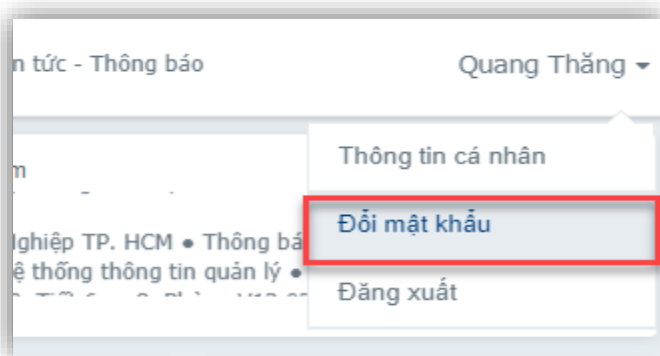 n tức - Thông báo
Quang Thăng
Thông tin cá nhân
m
Đổi mật khẩu
Nghiệp TP. HCM • Thông bá
ệ thống thông tin quản lý •
Đăng xuất